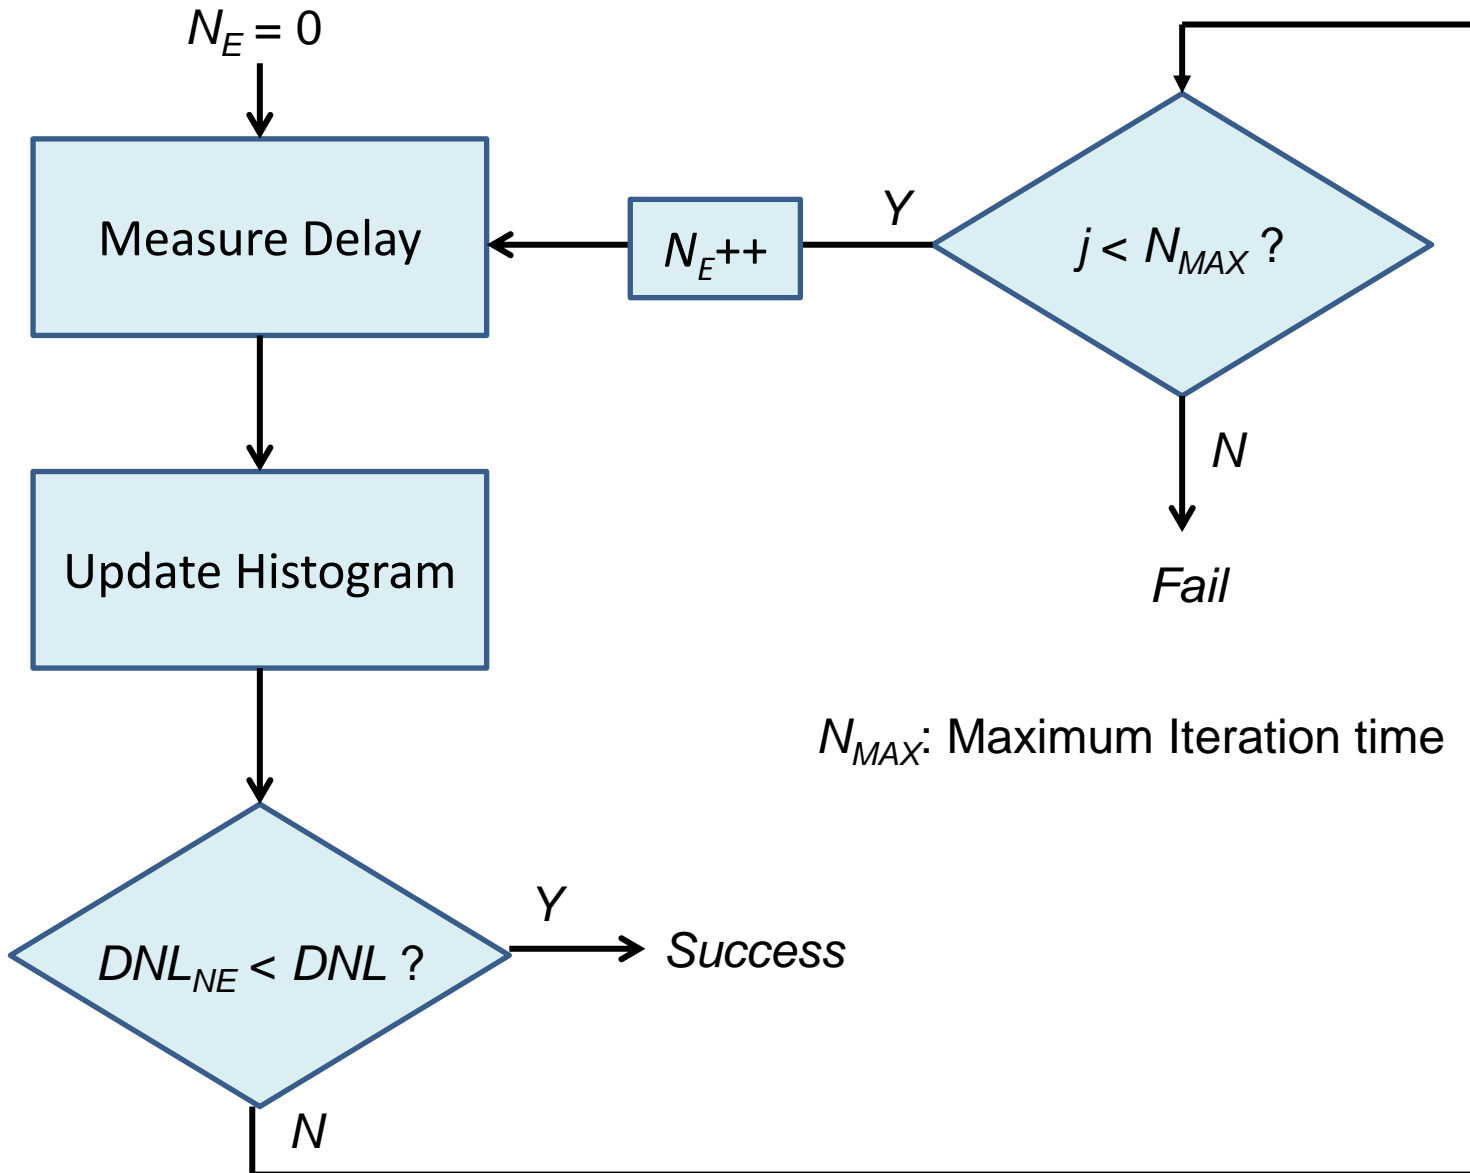 N_E = 0
Measure Delay
Y
N_E++
j < N_MAX ?
N
Fail
Update Histogram
N_MAX: Maximum Iteration time
DNL_NE < DNL ?
Y
Success
N